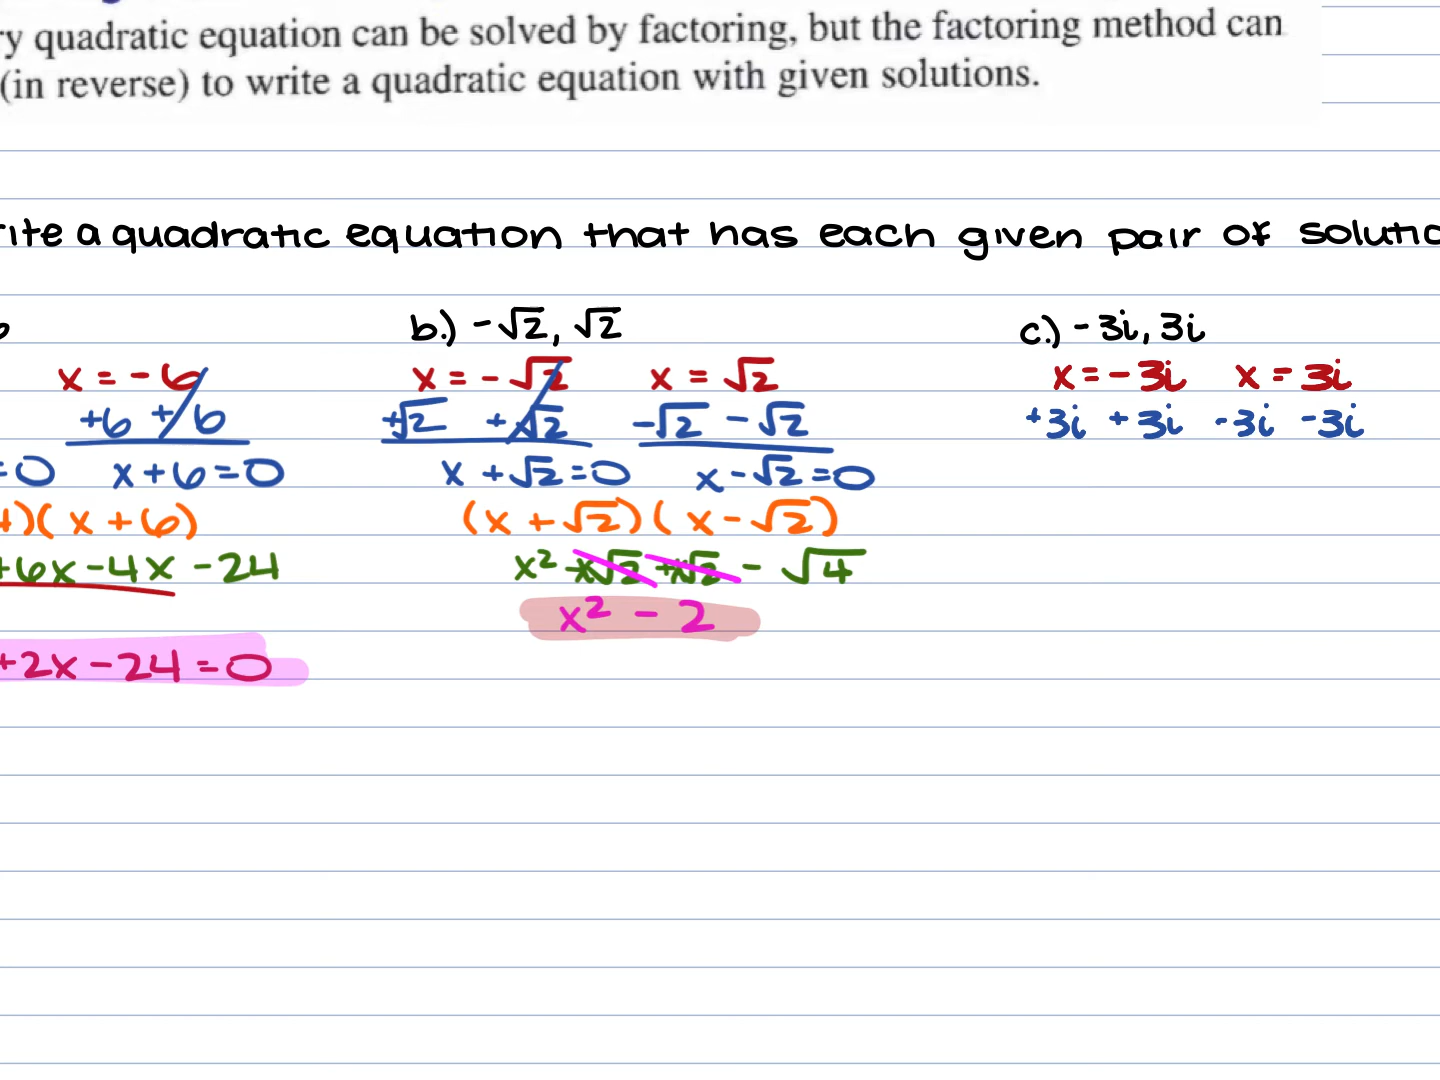 ry quadratic equation can be solved by factoring, but the factoring method can
(in reverse) to write a quadratic equation with given solutions.
rite a quadratic equation that has each given pair of solutio
x = -6
+6 +6
=0 x+6=0
)(x+6)
+6x-4x-24
+2x-24=0
b.) -√2, √2
x = -√2 x = √2
+√2 +√2 -√2 -√2
x+√2=0 x-√2=0
(x+√2)(x-√2)
x² -x√2 +x√2 - √4
x² - 2
c.) -3i, 3i
x=-3i x=3i
+3i +3i -3i -3i